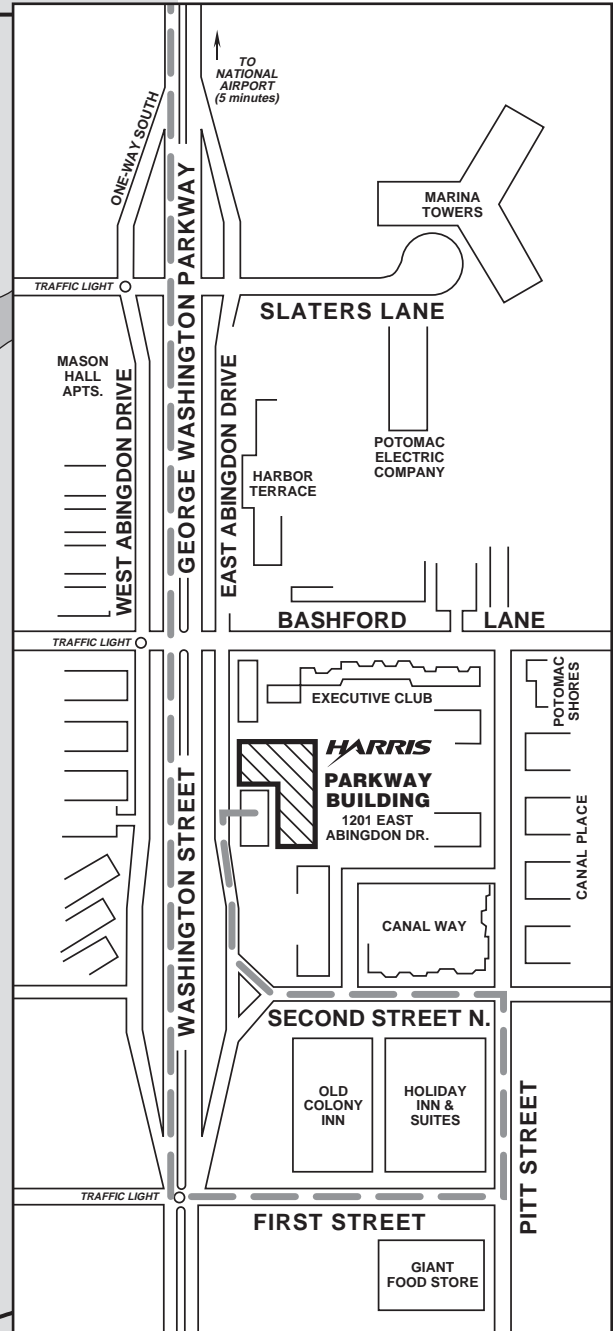 TO
NATIONAL
AIRPORT
(5 minutes)
ONE-WAY SOUTH
MARINA
TOWERS
TRAFFIC LIGHT
SLATERS LANE
GEORGE WASHINGTON PARKWAY
MASON
HALL
APTS.
WEST ABINGDON DRIVE
EAST ABINGDON DRIVE
POTOMAC
ELECTRIC
COMPANY
HARBOR
TERRACE
BASHFORD LANE
TRAFFIC LIGHT
EXECUTIVE CLUB
POTOMAC
SHORES
HARRIS
PARKWAY
BUILDING
1201 EAST
ABINGDON DR.
CANAL PLACE
WASHINGTON STREET
CANAL WAY
SECOND STREET N.
OLD
COLONY
INN
HOLIDAY
INN &
SUITES
PITT STREET
TRAFFIC LIGHT
FIRST STREET
GIANT
FOOD STORE